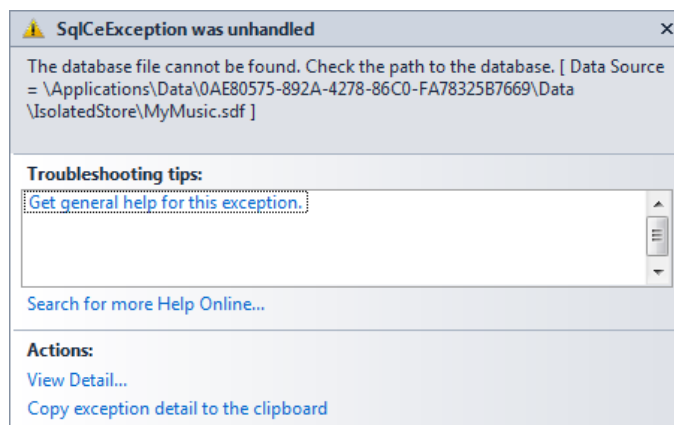 SqlCeException was unhandled
The database file cannot be found. Check the path to the database. [ Data Source
= \Applications\Data\0AE80575-892A-4278-86C0-FA78325B7669\Data
\IsolatedStore\MyMusic.sdf ]
Troubleshooting tips:
Get general help for this exception.
Search for more Help Online...
Actions:
View Detail...
Copy exception detail to the clipboard